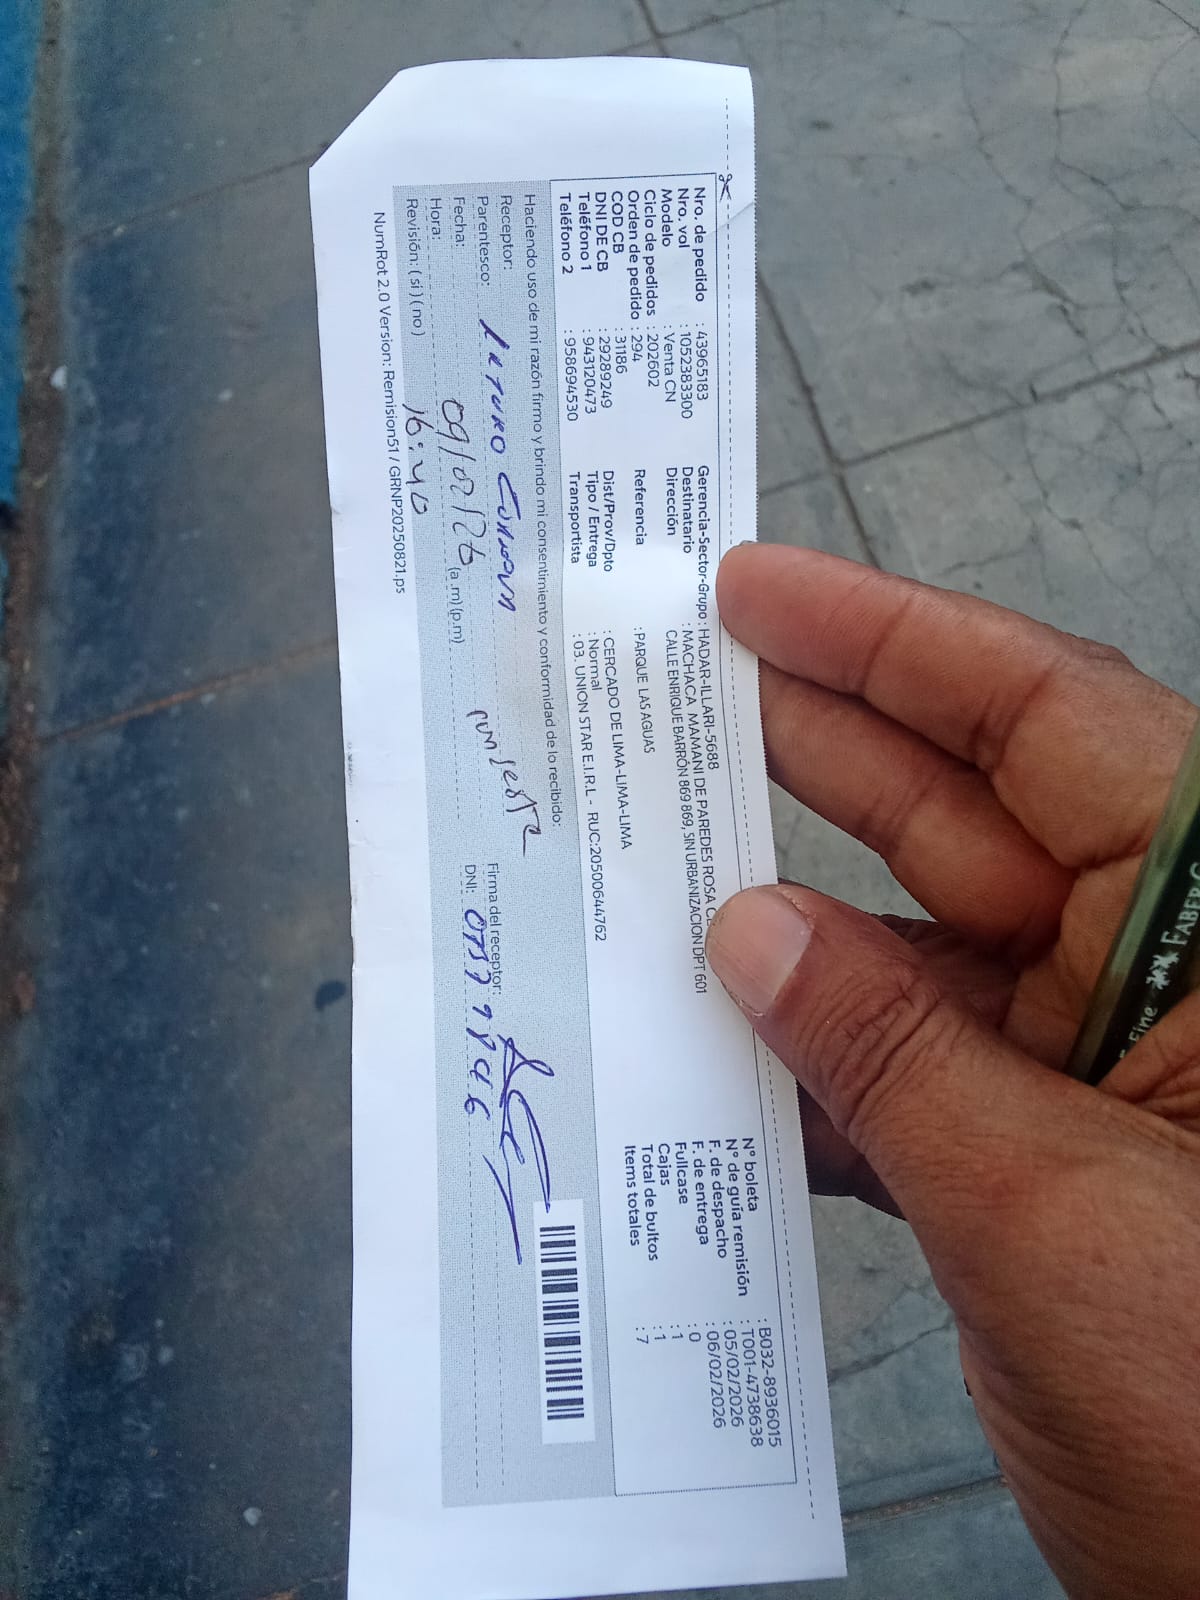 Nro. de pedido : 43965183
Nro. vol : 1052383300
Modelo : Venta CN
Ciclo de pedidos : 202602
Orden de pedido : 294
COD CB : 31186
DNI DE CB : 29289249
Teléfono 1 : 943120473
Teléfono 2 : 958694530
Gerencia-Sector-Grupo : HADAR-ILLARI-5688
Destinatario : MACHACA MAMANI DE PAREDES ROSA
Dirección CALLE ENRIQUE BARRÓN 869 869, SIN URBANIZACION DPT 601
Referencia : PARQUE LAS AGUAS
Dist/Prov/Dpto : CERCADO DE LIMA-LIMA-LIMA
Tipo / Entrega : Normal
Transportista : 03. UNION STAR E.I.R.L - RUC:20500644762
N° boleta : B032-8936015
N° de guía remisión : T001-4738638
F. de despacho : 05/02/2026
F. de entrega : 06/02/2026
Fullcase : 0
Cajas : 1
Total de bultos : 1
Items totales : 7
Haciendo uso de mi razón firmo y brindo mi consentimiento y conformidad de lo recibido:
Receptor: ARTURO CORDOVA
Parentesco:
Fecha: 09/02/26 (a .m) (p.m)
Hora: 16:40
Revisión: ( sí ) ( no )
Firma del receptor:
DNI:
NumRot 2.0 Version: Remision51 / GRNP20250821.ps
FABER
Fine